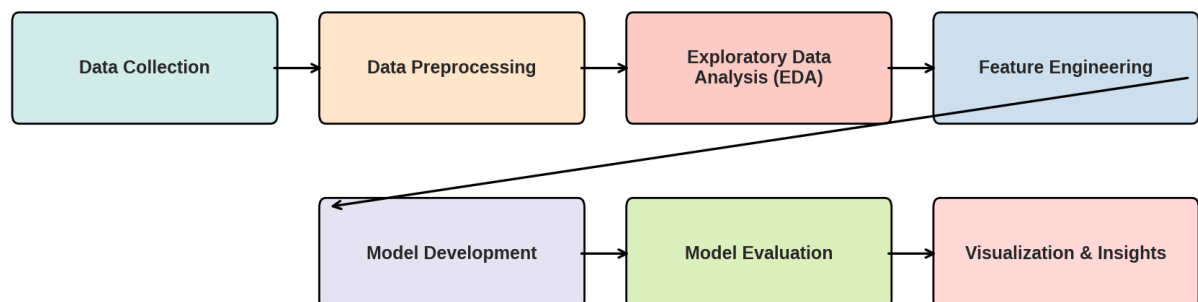 Data Collection
Data Preprocessing
Exploratory Data
Analysis (EDA)
Feature Engineering
Model Development
Model Evaluation
Visualization & Insights